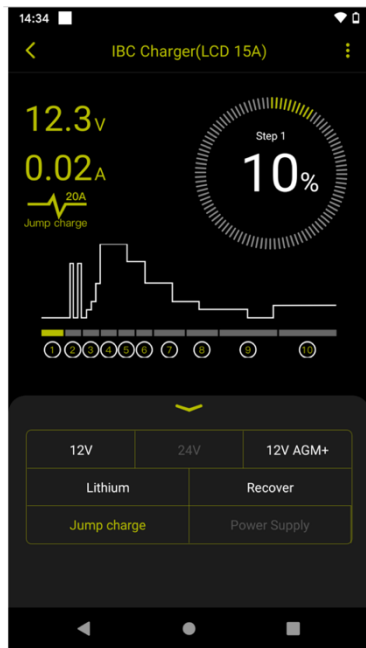 14:34
IBC Charger(LCD 15A)
12.3V
0.02A
20A
Jump charge
Step 1
10%
1 2 3 4 5 6 7 8 9 10
12V 24V 12V AGM+
Lithium Recover
Jump charge Power Supply